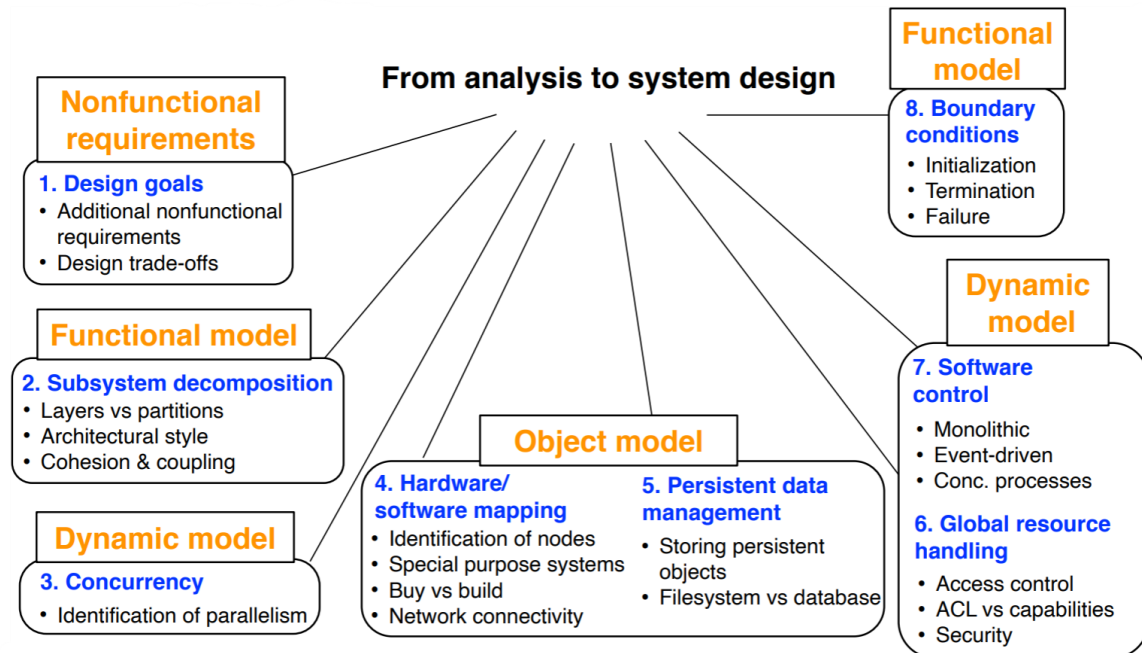 From analysis to system design
Nonfunctional
requirements
1. Design goals
• Additional nonfunctional
requirements
• Design trade-offs
Functional model
2. Subsystem decomposition
• Layers vs partitions
• Architectural style
• Cohesion & coupling
Dynamic model
3. Concurrency
• Identification of parallelism
Object model
4. Hardware/
software mapping
• Identification of nodes
• Special purpose systems
• Buy vs build
• Network connectivity
5. Persistent data
management
• Storing persistent
objects
• Filesystem vs database
Functional
model
8. Boundary
conditions
• Initialization
• Termination
• Failure
Dynamic
model
7. Software
control
• Monolithic
• Event-driven
• Conc. processes
6. Global resource
handling
• Access control
• ACL vs capabilities
• Security